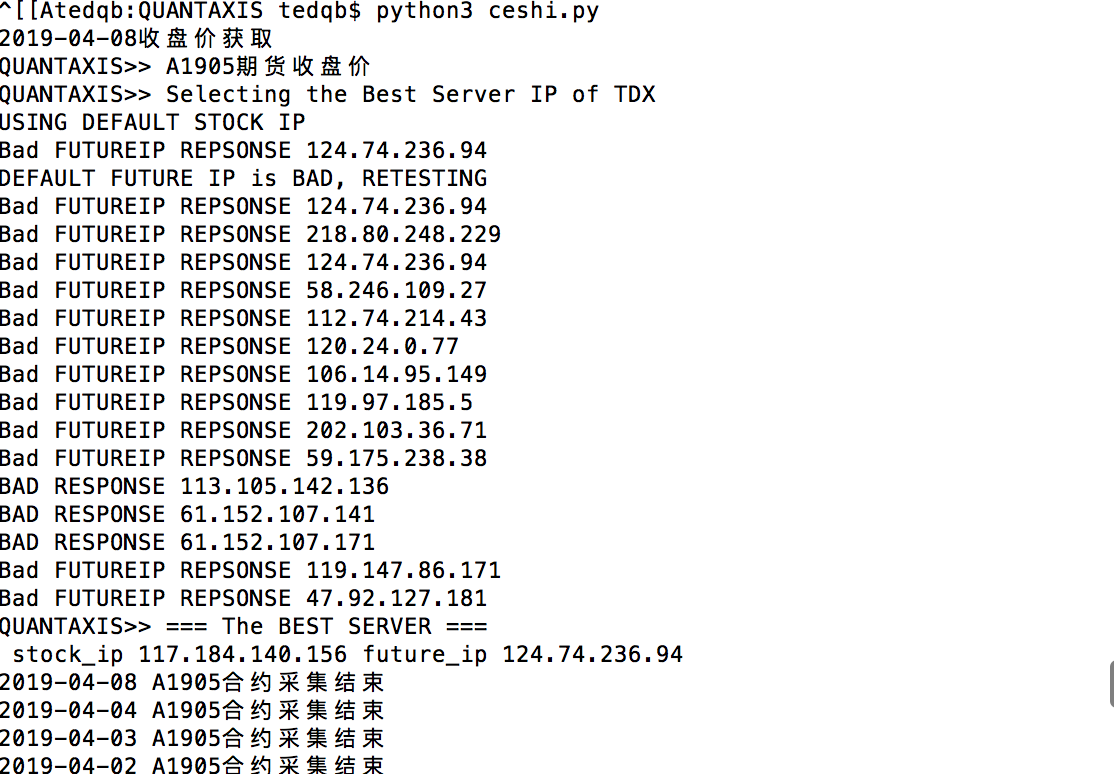 ^[[Atedqb:QUANTAXIS tedqb$ python3 ceshi.py
2019-04-08收盘价获取
QUANTAXIS>> A1905期货收盘价
QUANTAXIS>> Selecting the Best Server IP of TDX
USING DEFAULT STOCK IP
Bad FUTUREIP REPSONSE 124.74.236.94
DEFAULT FUTURE IP is BAD, RETESTING
Bad FUTUREIP REPSONSE 124.74.236.94
Bad FUTUREIP REPSONSE 218.80.248.229
Bad FUTUREIP REPSONSE 124.74.236.94
Bad FUTUREIP REPSONSE 58.246.109.27
Bad FUTUREIP REPSONSE 112.74.214.43
Bad FUTUREIP REPSONSE 120.24.0.77
Bad FUTUREIP REPSONSE 106.14.95.149
Bad FUTUREIP REPSONSE 119.97.185.5
Bad FUTUREIP REPSONSE 202.103.36.71
Bad FUTUREIP REPSONSE 59.175.238.38
BAD RESPONSE 113.105.142.136
BAD RESPONSE 61.152.107.141
BAD RESPONSE 61.152.107.171
Bad FUTUREIP REPSONSE 119.147.86.171
Bad FUTUREIP REPSONSE 47.92.127.181
QUANTAXIS>> === The BEST SERVER ===
stock_ip 117.184.140.156 future_ip 124.74.236.94
2019-04-08 A1905合约采集结束
2019-04-04 A1905合约采集结束
2019-04-03 A1905合约采集结束
2019-04-02 A1905合约采集结束